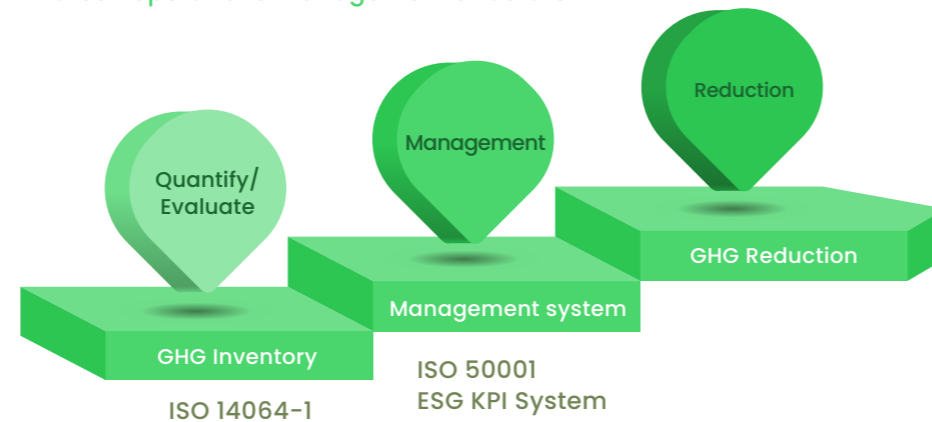 Quantify/
Evaluate
GHG Inventory
ISO 14064-1
Management
Management system
ISO 50001
ESG KPI System
Reduction
GHG Reduction